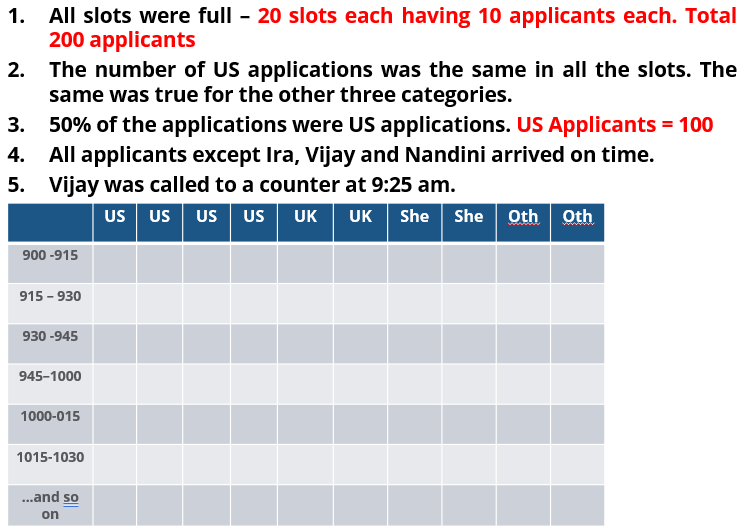 1. All slots were full – 20 slots each having 10 applicants each. Total
200 applicants
2. The number of US applications was the same in all the slots. The
same was true for the other three categories.
3. 50% of the applications were US applications. US Applicants = 100
4. All applicants except Ira, Vijay and Nandini arrived on time.
5. Vijay was called to a counter at 9:25 am.
US US US US UK UK She She Oth Oth
900 -915
915 – 930
930 -945
945–1000
1000-015
1015-1030
...and so
on